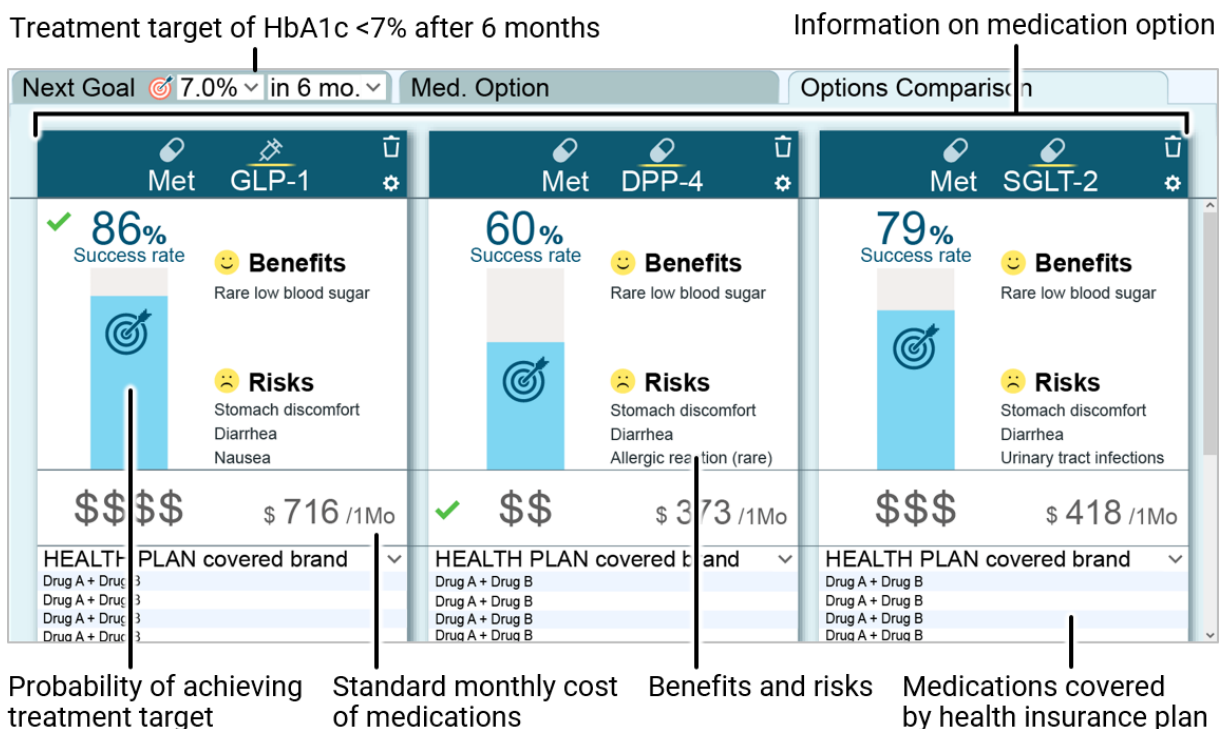 Treatment target of HbA1c <7% after 6 months
Information on medication option
Next Goal 7.0% in 6 mo.
Med. Option
Options Comparison
Met GLP-1
86%
Success rate
Benefits
Rare low blood sugar
Risks
Stomach discomfort
Diarrhea
Nausea
$$$$
$ 716 /1Mo
HEALTH PLAN covered brand
Drug A + Drug B
Drug A + Drug B
Drug A + Drug B
Drug A + Drug B
Met DPP-4
60%
Success rate
Benefits
Rare low blood sugar
Risks
Stomach discomfort
Diarrhea
Allergic reaction (rare)
$$
$ 373 /1Mo
HEALTH PLAN covered brand
Drug A + Drug B
Drug A + Drug B
Drug A + Drug B
Drug A + Drug B
Met SGLT-2
79%
Success rate
Benefits
Rare low blood sugar
Risks
Stomach discomfort
Diarrhea
Urinary tract infections
$$$
$ 418 /1Mo
HEALTH PLAN covered brand
Drug A + Drug B
Drug A + Drug B
Drug A + Drug B
Drug A + Drug B
Probability of achieving
treatment target
Standard monthly cost
of medications
Benefits and risks
Medications covered
by health insurance plan